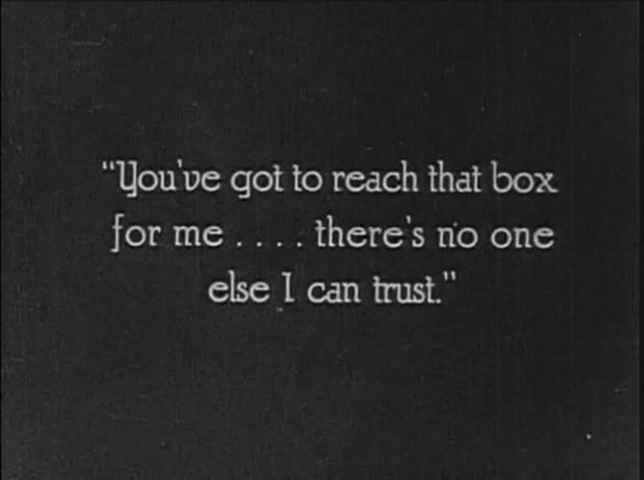 "You've got to reach that box
for me . . . . there's no one
else I can trust."